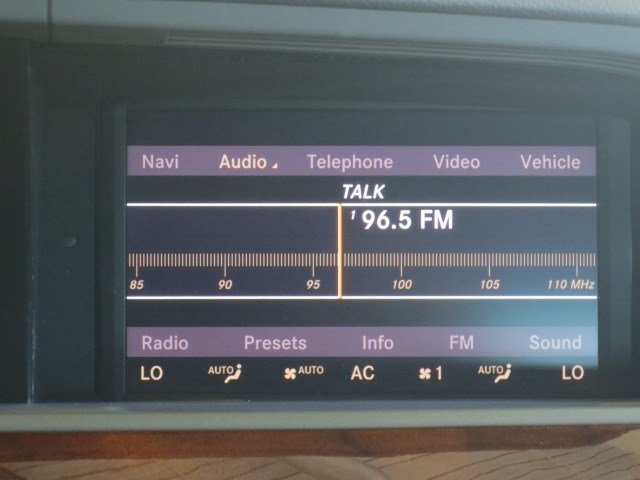 Navi Audio Telephone Video Vehicle
TALK
1 96.5 FM
85 90 95 100 105 110 MHz
Radio Presets Info FM Sound
LO AUTO AUTO AC 1 AUTO LO